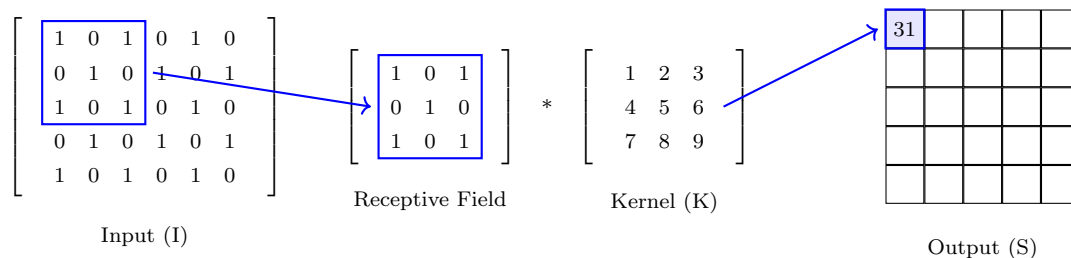 1 0 1 0 1 0
0 1 0 1 0 1
1 0 1 0 1 0
0 1 0 1 0 1
1 0 1 0 1 0
Input (I)
1 0 1
0 1 0
1 0 1
Receptive Field
*
1 2 3
4 5 6
7 8 9
Kernel (K)
31
Output (S)